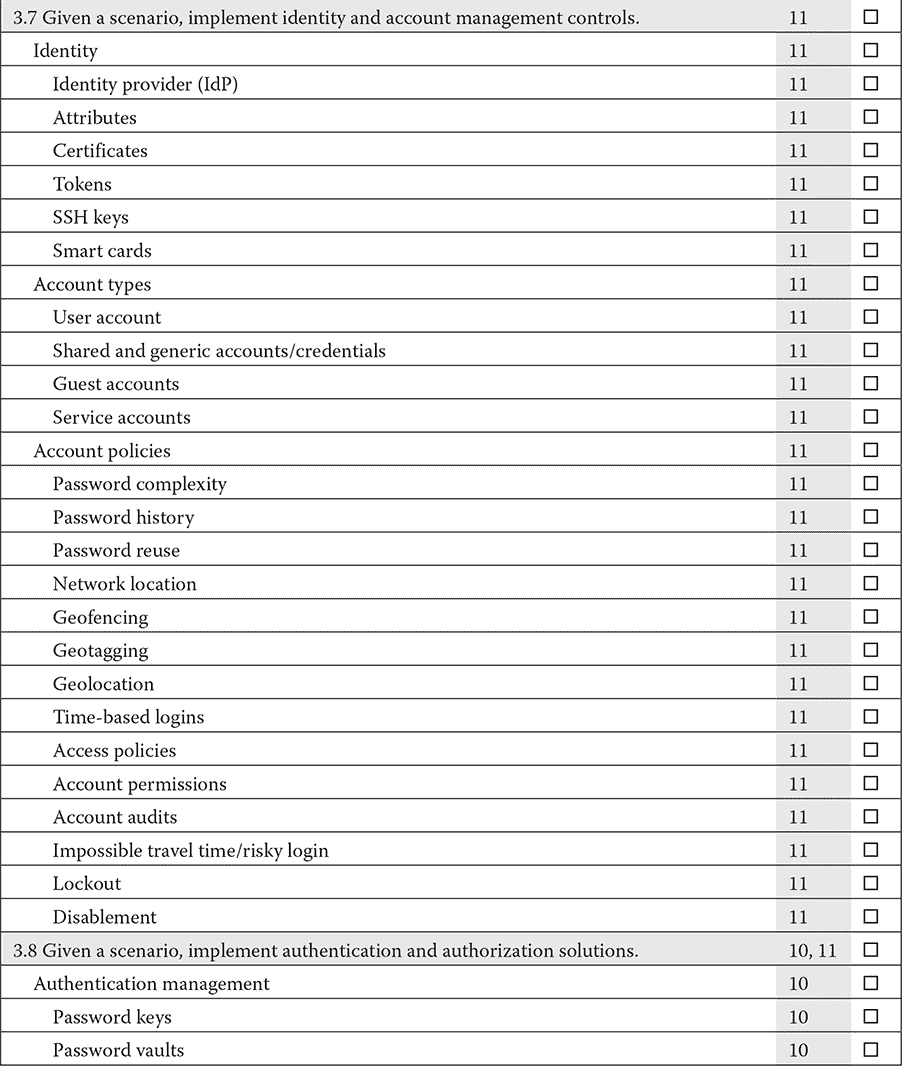 3.7 Given a scenario, implement identity and account management controls. 11 ☐
Identity 11 ☐
Identity provider (IdP) 11 ☐
Attributes 11 ☐
Certificates 11 ☐
Tokens 11 ☐
SSH keys 11 ☐
Smart cards 11 ☐
Account types 11 ☐
User account 11 ☐
Shared and generic accounts/credentials 11 ☐
Guest accounts 11 ☐
Service accounts 11 ☐
Account policies 11 ☐
Password complexity 11 ☐
Password history 11 ☐
Password reuse 11 ☐
Network location 11 ☐
Geofencing 11 ☐
Geotagging 11 ☐
Geolocation 11 ☐
Time-based logins 11 ☐
Access policies 11 ☐
Account permissions 11 ☐
Account audits 11 ☐
Impossible travel time/risky login 11 ☐
Lockout 11 ☐
Disablement 11 ☐
3.8 Given a scenario, implement authentication and authorization solutions. 10, 11 ☐
Authentication management 10 ☐
Password keys 10 ☐
Password vaults 10 ☐